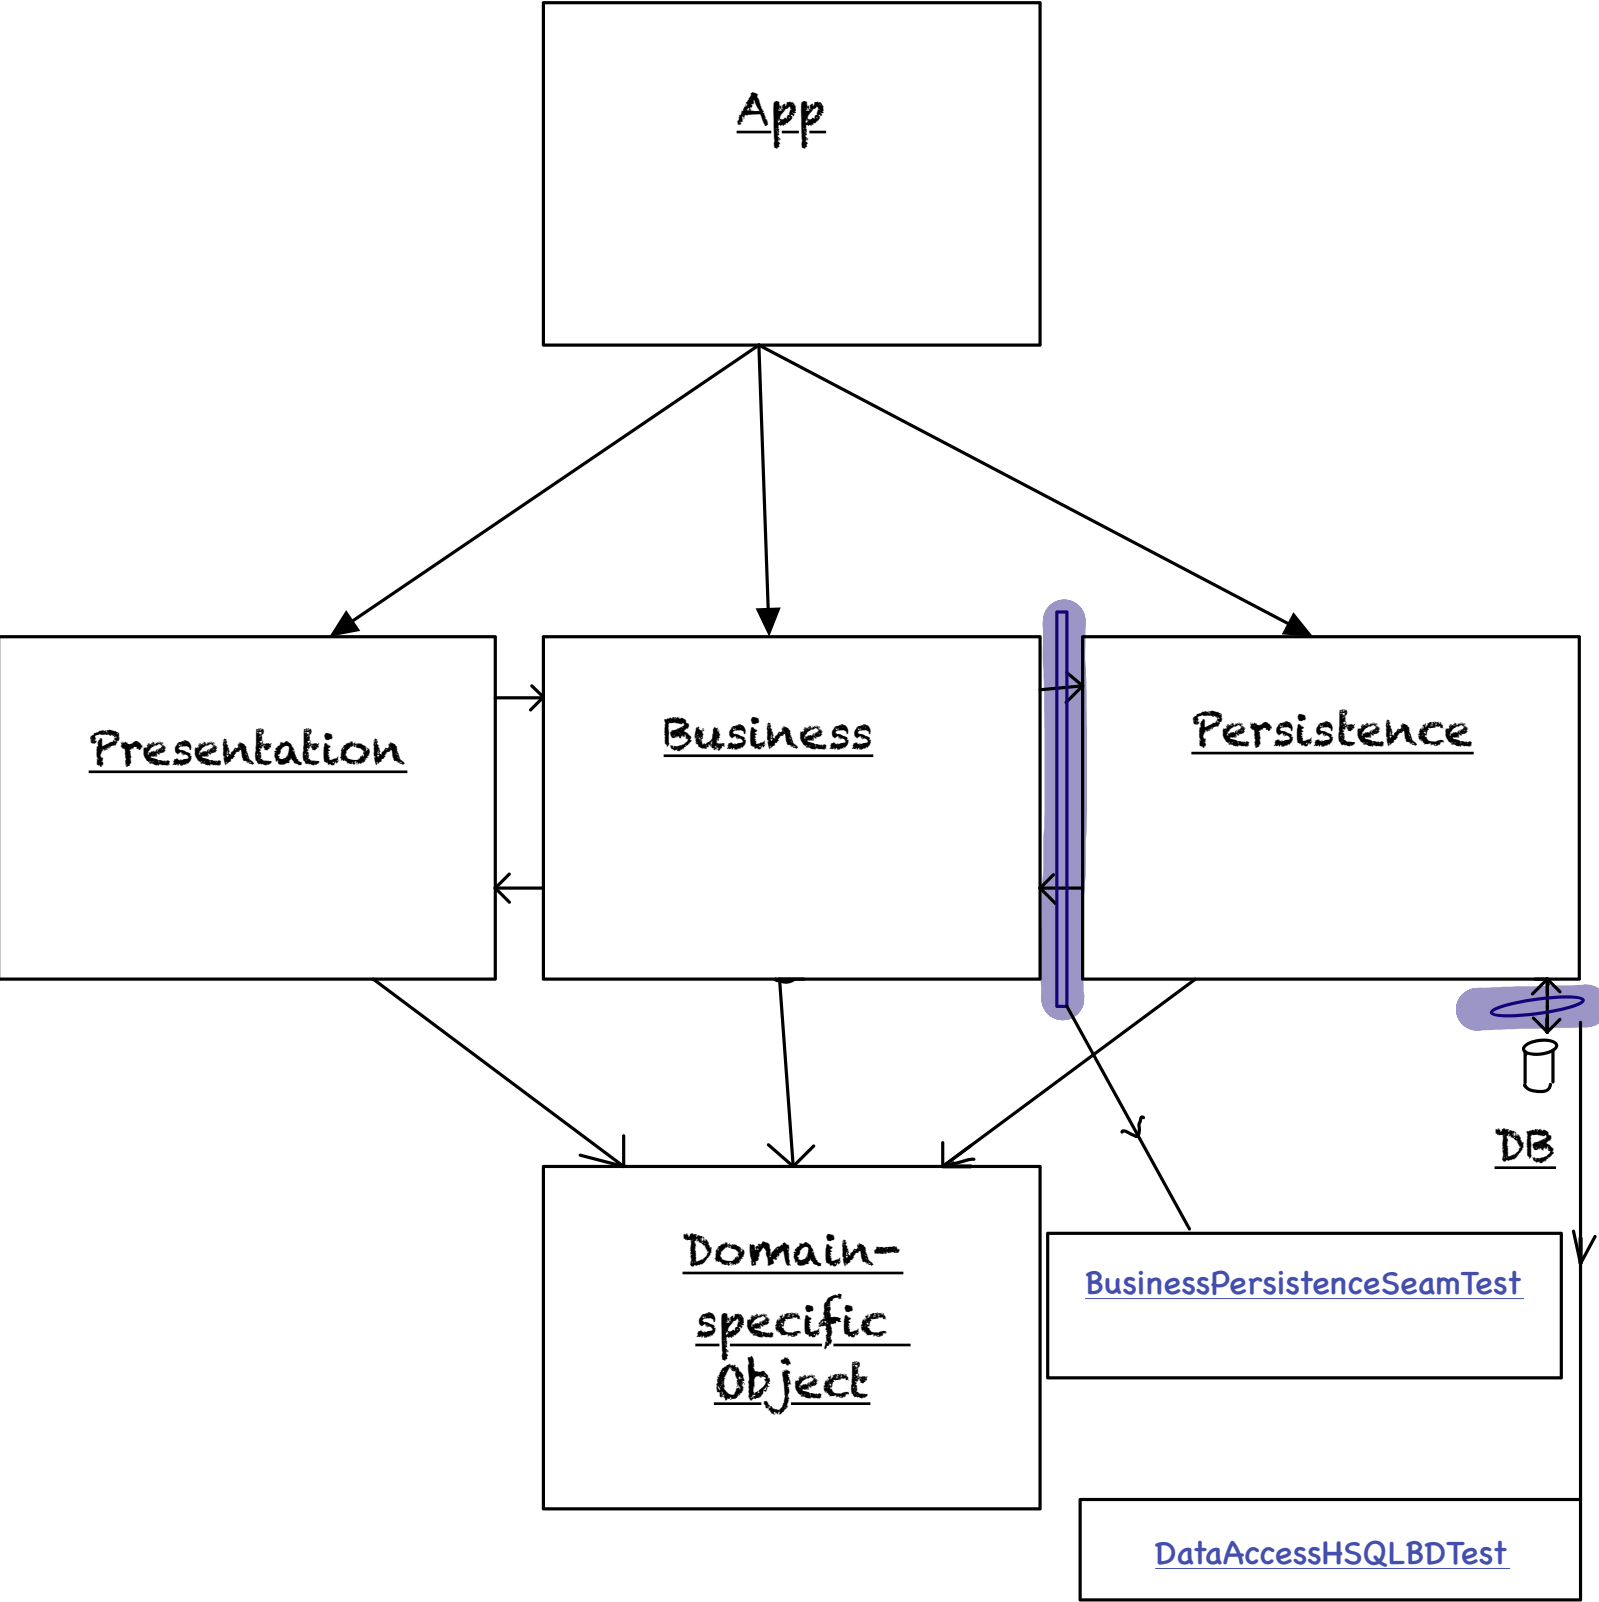 App
Presentation
Business
Persistence
DB
Domain-
specific
Object
BusinessPersistenceSeamTest
DataAccessHSQLBDTest